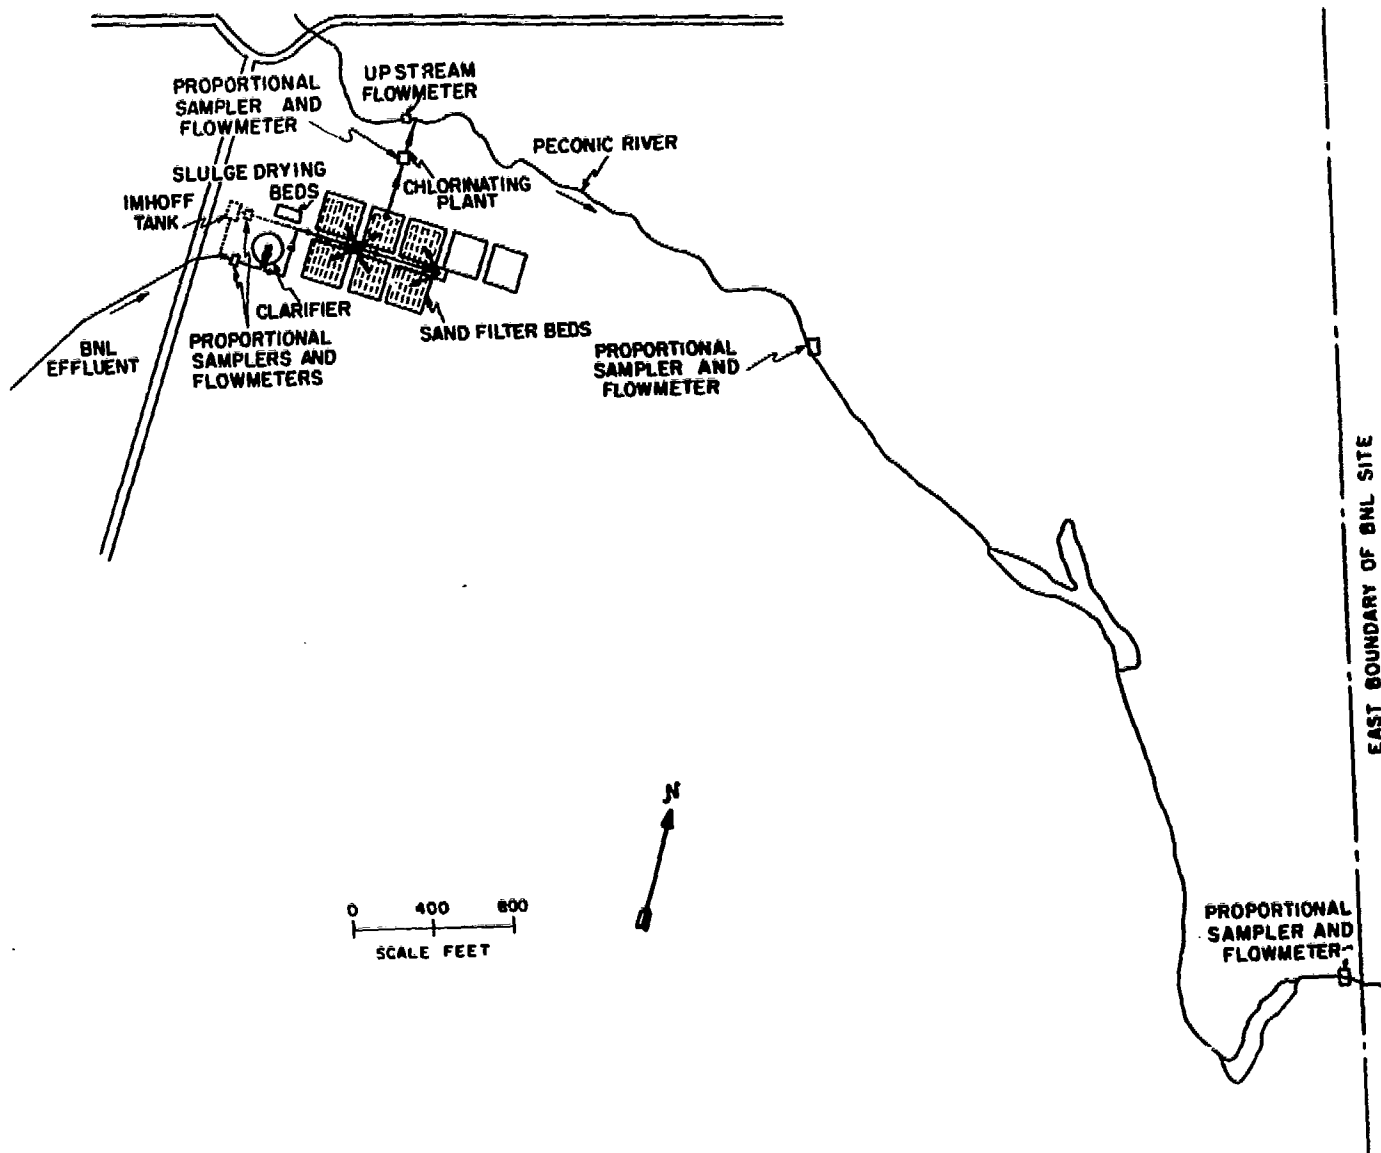 UPSTREAM
FLOWMETER
PROPORTIONAL
SAMPLER AND
FLOWMETER
PECONIC RIVER
SLULGE DRYING
BEDS
CHLORINATING
PLANT
IMHOFF
TANK
CLARIFIER
SAND FILTER BEDS
BNL
EFFLUENT
PROPORTIONAL
SAMPLERS AND
FLOWMETERS
PROPORTIONAL
SAMPLER AND
FLOWMETER
EAST BOUNDARY OF BNL SITE
N
0 400 800
SCALE FEET
PROPORTIONAL
SAMPLER AND
FLOWMETER